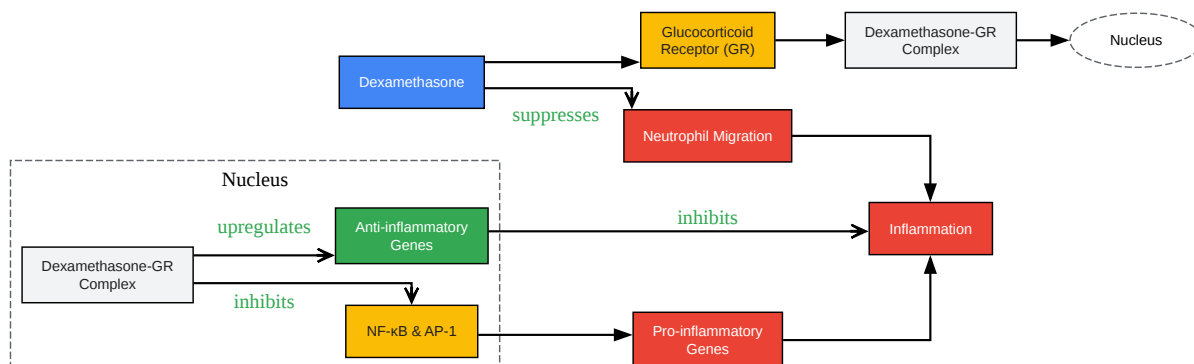 Glucocorticoid
Receptor (GR)
Dexamethasone-GR
Complex
Nucleus
Dexamethasone
suppresses
Neutrophil Migration
Nucleus
upregulates
Anti-inflammatory
Genes
inhibits
Inflammation
Dexamethasone-GR
Complex
inhibits
NF-κB & AP-1
Pro-inflammatory
Genes